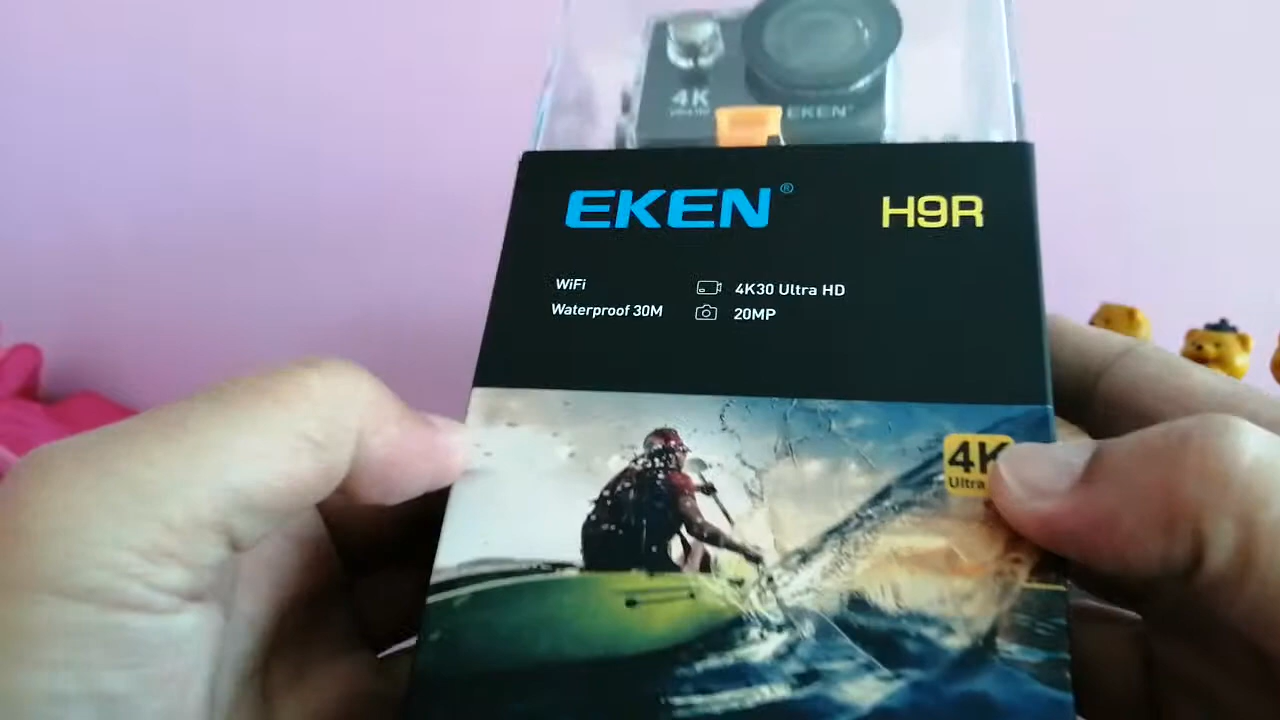 4K
EKEN
EKEN® H9R
WiFi
4K30 Ultra HD
Waterproof 30M
20MP
4K
Ultra